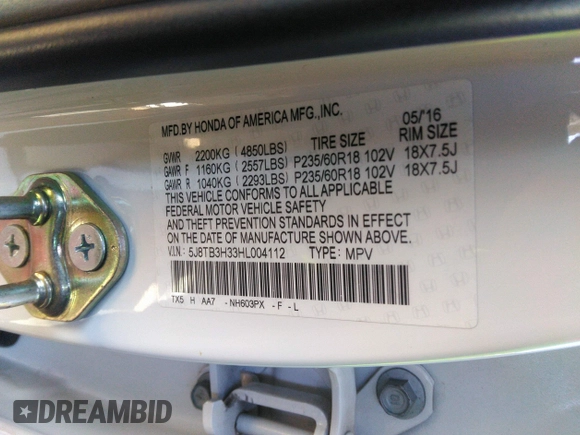 MFD.BY HONDA OF AMERICA MFG.,INC. 05/'16
GVWR 2200KG (4850LBS) TIRE SIZE RIM SIZE
GAWR F 1160KG (2557LBS) P235/60R18 102V 18X7.5J
GAWR R 1040KG (2293LBS) P235/60R18 102V 18X7.5J
THIS VEHICLE CONFORMS TO ALL APPLICABLE
FEDERAL MOTOR VEHICLE SAFETY
AND THEFT PREVENTION STANDARDS IN EFFECT
ON THE DATE OF MANUFACTURE SHOWN ABOVE.
V.I.N.: 5J8TB3H33HL004112 TYPE: MPV
TX5 H AA7 - NH603PX - F - L
DREAMBID